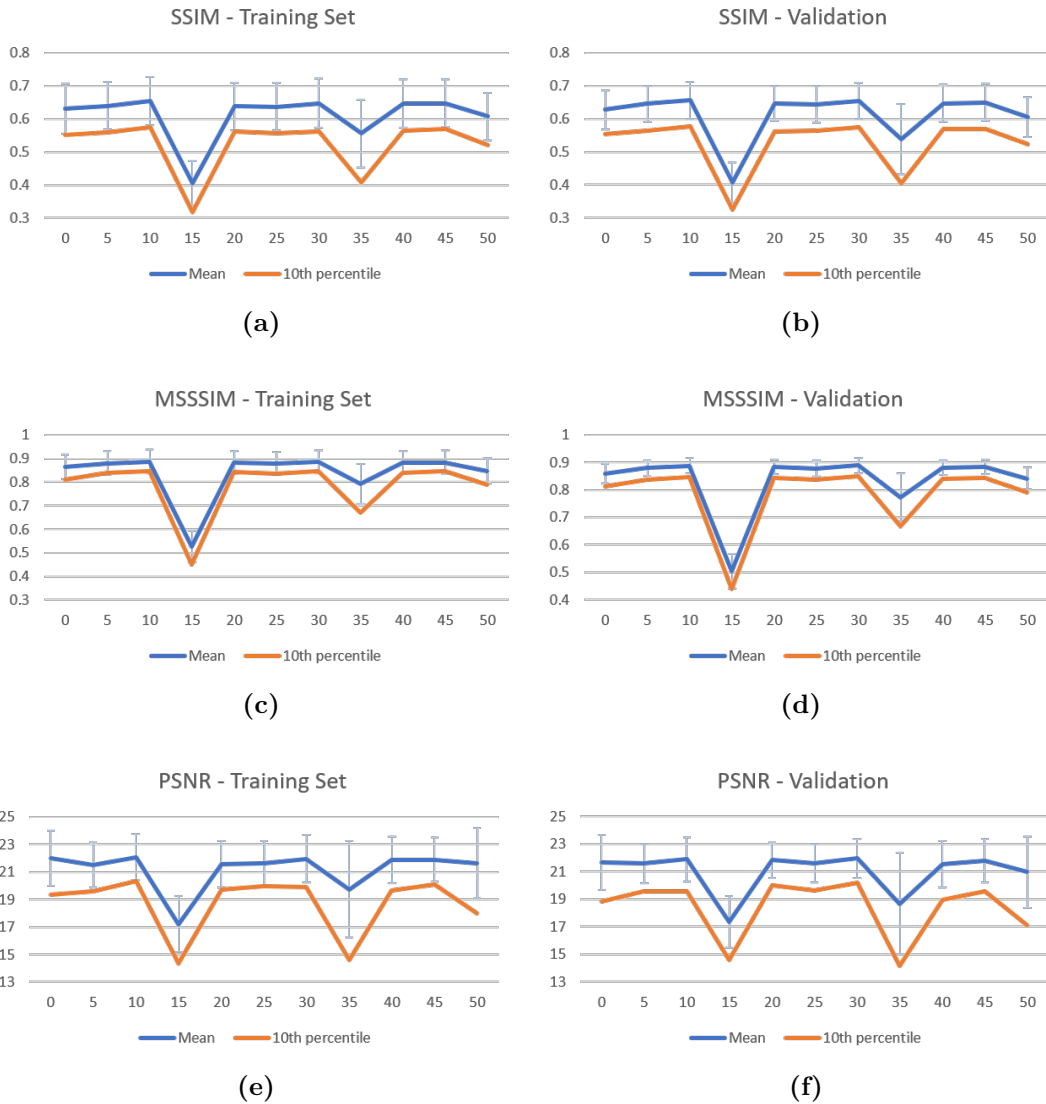 SSIM - Training Set
0.8
0.7
0.6
0.5
0.4
0.3
0 5 10 15 20 25 30 35 40 45 50
Mean 10th percentile
(a)
SSIM - Validation
0.8
0.7
0.6
0.5
0.4
0.3
0 5 10 15 20 25 30 35 40 45 50
Mean 10th percentile
(b)
MSSSIM - Training Set
1
0.9
0.8
0.7
0.6
0.5
0.4
0.3
0 5 10 15 20 25 30 35 40 45 50
Mean 10th percentile
(c)
MSSSIM - Validation
1
0.9
0.8
0.7
0.6
0.5
0.4
0 5 10 15 20 25 30 35 40 45 50
Mean 10th percentile
(d)
PSNR - Training Set
25
23
21
19
17
15
13
0 5 10 15 20 25 30 35 40 45 50
Mean 10th percentile
(e)
PSNR - Validation
25
23
21
19
17
15
13
0 5 10 15 20 25 30 35 40 45 50
Mean 10th percentile
(f)